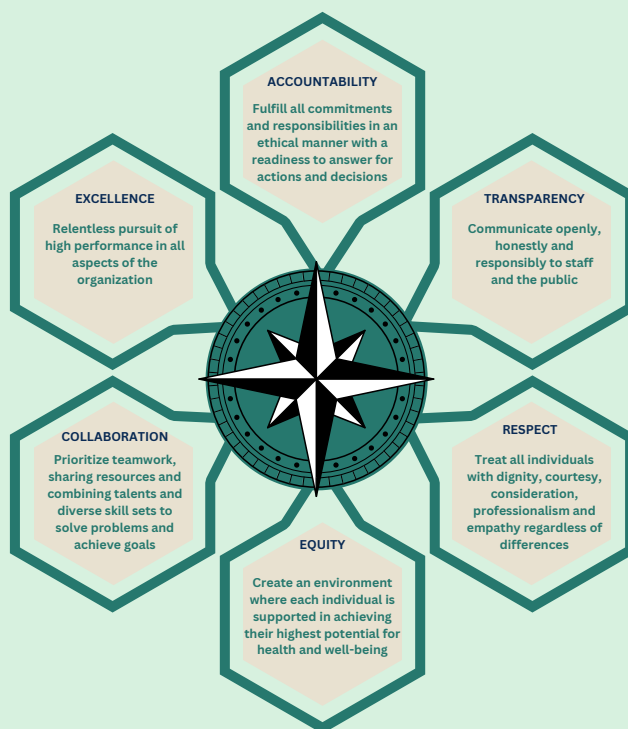 ACCOUNTABILITY
Fulfill all commitments
and responsibilities in an
ethical manner with a
readiness to answer for
actions and decisions
EXCELLENCE
Relentless pursuit of
high performance in all
aspects of the
organization
TRANSPARENCY
Communicate openly,
honestly and
responsibly to staff
and the public
COLLABORATION
Prioritize teamwork,
sharing resources and
combining talents and
diverse skill sets to
solve problems and
achieve goals
RESPECT
Treat all individuals
with dignity, courtesy,
consideration,
professionalism and
empathy regardless of
differences
EQUITY
Create an environment
where each individual is
supported in achieving
their highest potential for
health and well-being